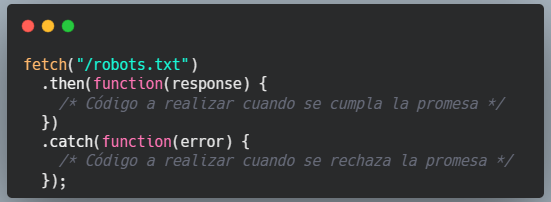 fetch("/robots.txt")
.then(function(response) {
/* Código a realizar cuando se cumpla la promesa */
})
.catch(function(error) {
/* Código a realizar cuando se rechaza la promesa */
});